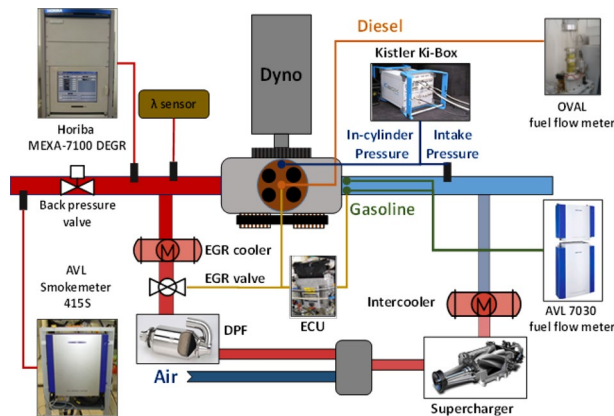 Diesel
Kistler Ki-Box
Dyno
λ sensor
Horiba
MEXA-7100 DEGR
OVAL
fuel flow meter
In-cylinder
Pressure
Intake
Pressure
Back pressure
valve
Gasoline
EGR cooler
M
AVL
Smokemeter
415S
EGR valve
ECU
Intercooler
M
AVL 7030
fuel flow meter
DPF
Air
Supercharger